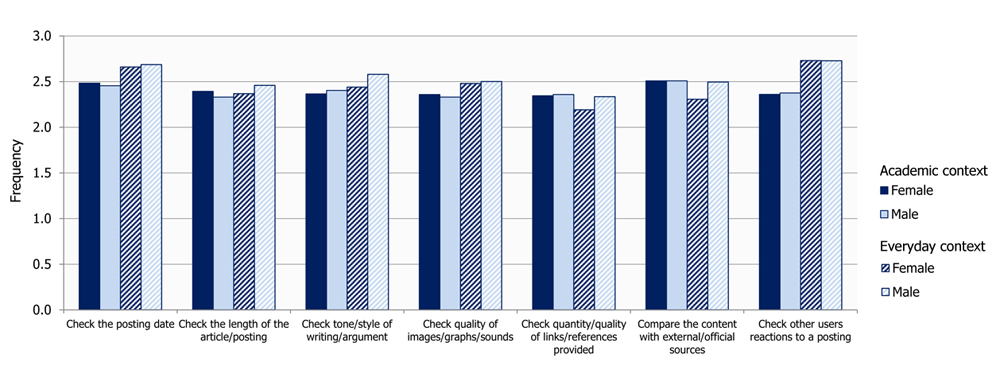 3.0
2.5
2.0
1.5
1.0
0.5
0.0
Frequency
Check the posting date
Check the length of the
article/posting
Check tone/style of
writing/argument
Check quality of
images/graphs/sounds
Check quantity/quality
of links/references
provided
Compare the content
with external/official
sources
Check other users
reactions to a posting
Academic context
Female
Male
Everyday context
Female
Male